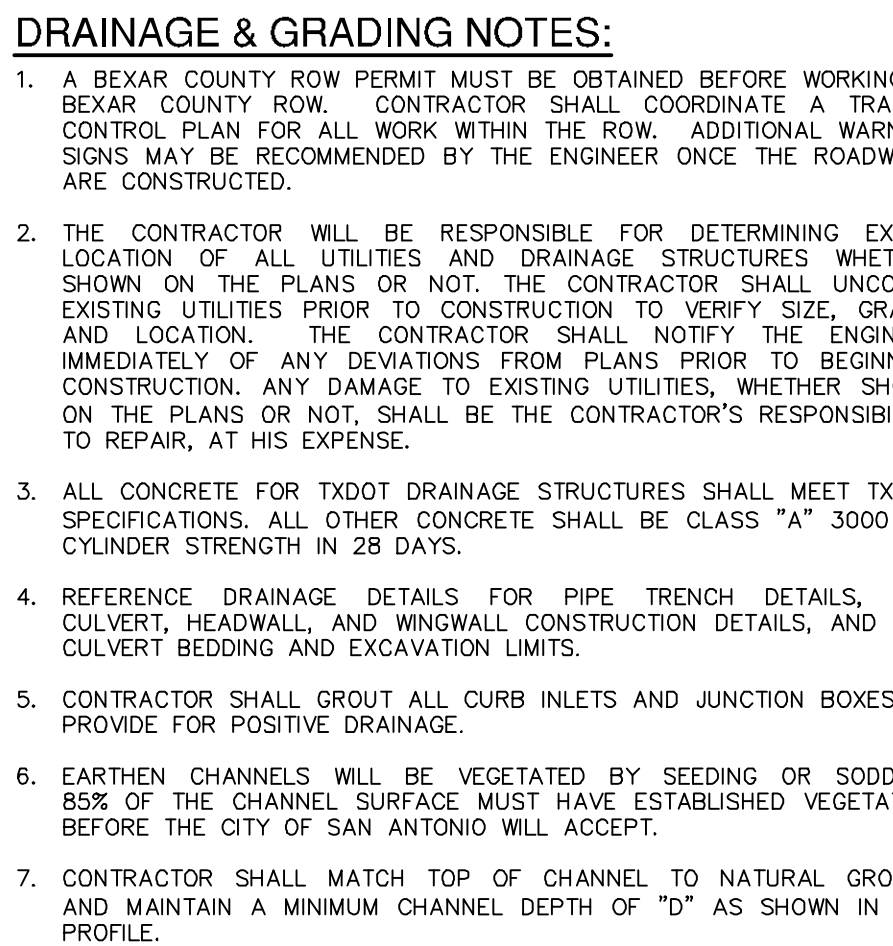 DRAINAGE & GRADING NOTES:
1. A BEXAR COUNTY ROW PERMIT MUST BE OBTAINED BEFORE WORKING
BEXAR COUNTY ROW. CONTRACTOR SHALL COORDINATE A TRA
CONTROL PLAN FOR ALL WORK WITHIN THE ROW. ADDITIONAL WARN
SIGNS MAY BE RECOMMENDED BY THE ENGINEER ONCE THE ROADW
ARE CONSTRUCTED.
2. THE CONTRACTOR WILL BE RESPONSIBLE FOR DETERMINING EX
LOCATION OF ALL UTILITIES AND DRAINAGE STRUCTURES WHET
SHOWN ON THE PLANS OR NOT. THE CONTRACTOR SHALL UNCO
EXISTING UTILITIES PRIOR TO CONSTRUCTION TO VERIFY SIZE, GRA
AND LOCATION. THE CONTRACTOR SHALL NOTIFY THE ENGIN
IMMEDIATELY OF ANY DEVIATIONS FROM PLANS PRIOR TO BEGINN
CONSTRUCTION. ANY DAMAGE TO EXISTING UTILITIES, WHETHER SHO
ON THE PLANS OR NOT, SHALL BE THE CONTRACTOR'S RESPONSIBI
TO REPAIR, AT HIS EXPENSE.
3. ALL CONCRETE FOR TXDOT DRAINAGE STRUCTURES SHALL MEET TX
SPECIFICATIONS. ALL OTHER CONCRETE SHALL BE CLASS "A" 3000
CYLINDER STRENGTH IN 28 DAYS.
4. REFERENCE DRAINAGE DETAILS FOR PIPE TRENCH DETAILS,
CULVERT, HEADWALL, AND WINGWALL CONSTRUCTION DETAILS, AND
CULVERT BEDDING AND EXCAVATION LIMITS.
5. CONTRACTOR SHALL GROUT ALL CURB INLETS AND JUNCTION BOXES
PROVIDE FOR POSITIVE DRAINAGE.
6. EARTHEN CHANNELS WILL BE VEGETATED BY SEEDING OR SODD
85% OF THE CHANNEL SURFACE MUST HAVE ESTABLISHED VEGETA
BEFORE THE CITY OF SAN ANTONIO WILL ACCEPT.
7. CONTRACTOR SHALL MATCH TOP OF CHANNEL TO NATURAL GRO
AND MAINTAIN A MINIMUM CHANNEL DEPTH OF "D" AS SHOWN IN
PROFILE.